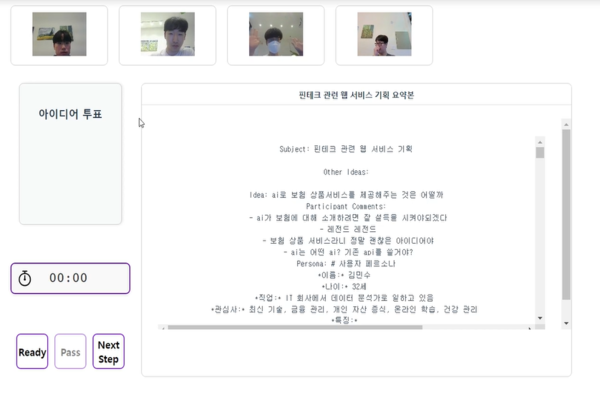 아이디어 투표
00:00
Ready
Pass
Next Step
핀테크 관련 웹 서비스 기획 요약본
Subject: 핀테크 관련 웹 서비스 기획
Other Ideas:
Idea: ai로 보험 상품서비스를 제공해주는 것은 어떨까
Participant Comments:
- ai가 보험에 대해 소개하려면 잘 설득을 시켜야되겠다
- 레전드 레전드
- 보험 상품 서비스라니 정말 괜찮은 아이디어야
- ai는 어떤 ai? 기존 api를 쓸거야?
Persona: # 사용자 페르소나
*이름:* 김민수
*나이:* 32세
*직업:* IT 회사에서 데이터 분석가로 일하고 있음
*관심사:* 최신 기술, 금융 관리, 개인 자산 증식, 온라인 학습, 건강 관리
*특징:*